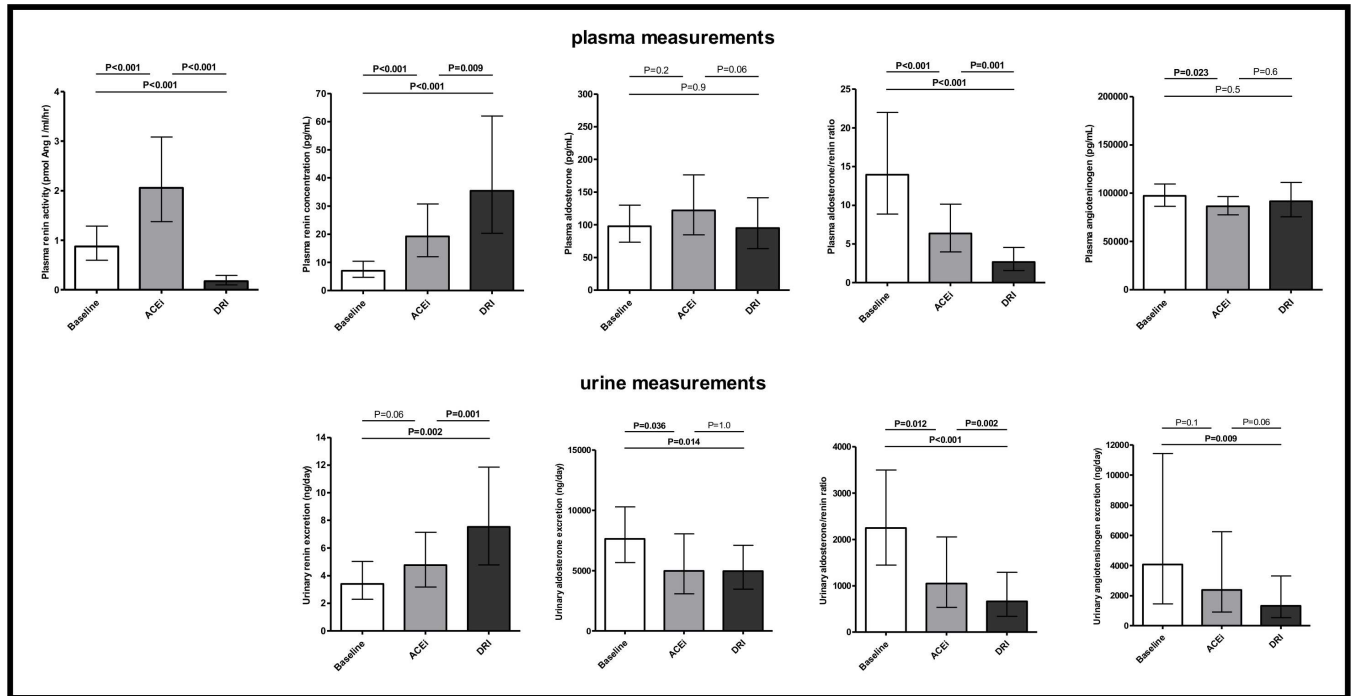 plasma measurements
P<0.001 P<0.001
P<0.001
Plasma renin activity (pmol Ang I /ml/hr)
4
3
2
1
0
Baseline
ACEi
DRI
P<0.001 P=0.009
P<0.001
Plasma renin concentration (pg/mL)
70
60
50
40
30
20
10
0
Baseline
ACEi
DRI
P=0.2 P=0.06
P=0.9
Plasma aldosterone (pg/mL)
300
250
200
150
100
50
0
Baseline
ACEi
DRI
P<0.001 P=0.001
P<0.001
Plasma aldosterone/renin ratio
25
20
15
10
5
0
Baseline
ACEi
DRI
P=0.023 P=0.6
P=0.5
Plasma angioteninogen (pg/mL)
200000
150000
100000
50000
0
Baseline
ACEi
DRI
urine measurements
P=0.06 P=0.001
P=0.002
Urinary renin excretion (ng/day)
14
12
10
8
6
4
2
0
Baseline
ACEi
DRI
P=0.036 P=1.0
P=0.014
Urinary aldosterone excretion (ng/day)
15000
10000
5000
0
Baseline
ACEi
DRI
P=0.012 P=0.002
P<0.001
Urinary aldosterone/renin ratio
4000
3000
2000
1000
0
Baseline
ACEi
DRI
P=0.1 P=0.06
P=0.009
Urinary angiotensinogen excretion (ng/day)
12000
10000
8000
6000
4000
2000
0
Baseline
ACEi
DRI